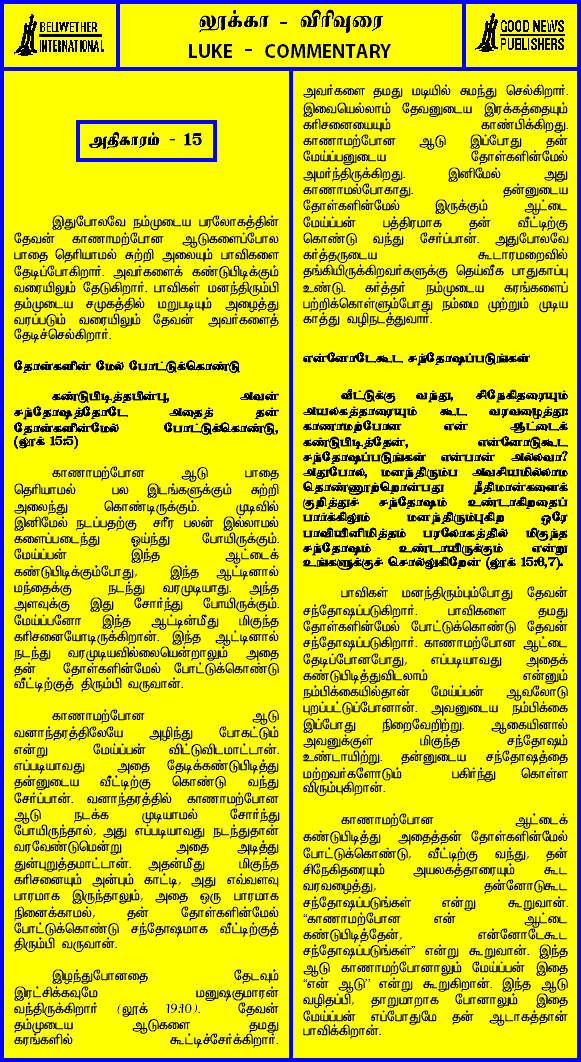 BELLWETHER
INTERNATIONAL
லூக்கா - விரிவுரை
LUKE - COMMENTARY
GOOD NEWS
PUBLISHERS
அதிகாரம் - 15
இதுபோலவே நம்முடைய பரலோகத்தின்
தேவன் காணாமற்போன ஆடுகளைப்போல
பாதை தெரியாமல் சுற்றி அலையும் பாவிகளை
தேடிப்போகிறார். அவர்களைக் கண்டுபிடிக்கும்
வரையிலும் தேடுகிறார். பாவிகள் மனந்திரும்பி
தம்முடைய சமுகத்தில் மறுபடியும் அழைத்து
வரப்படும் வரையிலும் தேவன் அவர்களைத்
தேடிச்செல்கிறார்.
தோள்களின் மேல் போட்டுக்கொண்டு
கண்டுபிடித்தபின்பு, அவன்
சந்தோஷத்தோடே அதைத் தன்
தோள்களின்மேல் போட்டுக்கொண்டு,
(லூக் 15:5)
காணாமற்போன ஆடு பாதை
தெரியாமல் பல இடங்களுக்கும் சுற்றி
அலைந்து கொண்டிருக்கும். முடிவில்
இனிமேல் நடப்பதற்கு சரீர பலன் இல்லாமல்
களைப்படைந்து ஓய்ந்து போயிருக்கும்.
மேய்ப்பன் இந்த ஆட்டைக்
கண்டுபிடிக்கும்போது, இந்த ஆட்டினால்
மந்தைக்கு நடந்து வரமுடியாது. அந்த
அளவுக்கு இது சோர்ந்து போயிருக்கும்.
மேய்ப்பனோ இந்த ஆட்டின்மீது மிகுந்த
கரிசனையோடிருக்கிறான். இந்த ஆட்டினால்
நடந்து வரமுடியவில்லையென்றாலும் அதை
தன் தோள்களின்மேல் போட்டுக்கொண்டு
வீட்டிற்குத் திரும்பி வருவான்.
காணாமற்போன ஆடு
வனாந்தரத்திலேயே அழிந்து போகட்டும்
என்று மேய்ப்பன் விட்டுவிடமாட்டான்.
எப்படியாவது அதை தேடிக்கண்டுபிடித்து
தன்னுடைய வீட்டிற்கு கொண்டு வந்து
சேர்ப்பான். வனாந்தரத்தில் காணாமற்போன
ஆடு நடக்க முடியாமல் சோர்ந்து
போயிருந்தால், அது எப்படியாவது நடந்துதான்
வரவேண்டுமென்று அதை அடித்து
துன்புறுத்தமாட்டான். அதன்மீது மிகுந்த
கரிசனையும் அன்பும் காட்டி, அது எவ்வளவு
பாரமாக இருந்தாலும், அதை ஒரு பாரமாக
நினைக்காமல், தன் தோள்களின்மேல்
போட்டுக்கொண்டு சந்தோஷமாக வீட்டிற்குத்
திரும்பி வருவான்.
இழந்துபோனதை தேடவும்
இரட்சிக்கவுமே மனுஷகுமாரன்
வந்திருக்கிறார் (லூக் 19:10). தேவன்
தம்முடைய ஆடுகளை தமது
கரங்களில் கூட்டிச்சேர்க்கிறார்.
அவர்களை தமது மடியில் சுமந்து செல்கிறார்.
இவையெல்லாம் தேவனுடைய இரக்கத்தையும்
கரிசனையையும் காண்பிக்கிறது.
காணாமற்போன ஆடு இப்போது தன்
மேய்ப்பனுடைய தோள்களின்மேல்
அமர்ந்திருக்கிறது. இனிமேல் அது
காணாமல்போகாது. தன்னுடைய
தோள்களின்மேல் இருக்கும் ஆட்டை
மேய்ப்பன் பத்திரமாக தன் வீட்டிற்கு
கொண்டு வந்து சேர்ப்பான். அதுபோலவே
கர்த்தருடைய கூடாரமறைவில்
தங்கியிருக்கிறவர்களுக்கு தெய்வீக பாதுகாப்பு
உண்டு. கர்த்தர் நம்முடைய கரங்களைப்
பற்றிக்கொள்ளும்போது நம்மை முற்றும் முடிய
காத்து வழிநடத்துவார்.
என்னோடேகூட சந்தோஷப்படுங்கள்
வீட்டுக்கு வந்து, சிநேகிதரையும்
அயலகத்தாரையும் கூட வரவழைத்து:
காணாமற்போன என் ஆட்டைக்
கண்டுபிடித்தேன், என்னோடுகூட
சந்தோஷப்படுங்கள் என்பான் அல்லவா?
அதுபோல, மனந்திரும்ப அவசியமில்லாத
தொண்ணூற்றொன்பது நீதிமான்களைக்
குறித்துச் சந்தோஷம் உண்டாகிறதைப்
பார்க்கிலும் மனந்திரும்புகிற ஒரே
பாவியினிமித்தம் பரலோகத்தில் மிகுந்த
சந்தோஷம் உண்டாயிருக்கும் என்று
உங்களுக்குச் சொல்லுகிறேன் (லூக் 15:6,7).
பாவிகள் மனந்திரும்பும்போது தேவன்
சந்தோஷப்படுகிறார். பாவிகளை தமது
தோள்களின்மேல் போட்டுக்கொண்டு தேவன்
சந்தோஷப்படுகிறார். காணாமற்போன ஆட்டை
தேடிப்போனபோது, எப்படியாவது அதைக்
கண்டுபிடித்துவிடலாம் என்னும்
நம்பிக்கையில்தான் மேய்ப்பன் ஆவலோடு
புறப்பட்டுப்போனான். அவனுடைய நம்பிக்கை
இப்போது நிறைவேறிற்று. ஆகையினால்
அவனுக்குள் மிகுந்த சந்தோஷம்
உண்டாயிற்று. தன்னுடைய சந்தோஷத்தை
மற்றவர்களோடும் பகிர்ந்து கொள்ள
விரும்புகிறான்.
காணாமற்போன ஆட்டைக்
கண்டுபிடித்து அதைத்தன் தோள்களின்மேல்
போட்டுக்கொண்டு, வீட்டிற்கு வந்து, தன்
சிநேகிதரையும் அயலகத்தாரையும் கூட
வரவழைத்து, தன்னோடுகூட
சந்தோஷப்படுங்கள் என்று கூறுவான்.
“காணாமற்போன என் ஆட்டை
கண்டுபிடித்தேன், என்னோடேகூட
சந்தோஷப்படுங்கள்” என்று கூறுவான். இந்த
ஆடு காணாமற்போனாலும் மேய்ப்பன் இதை
“என் ஆடு” என்று கூறுகிறான். இந்த ஆடு
வழிதப்பி, தாறுமாறாக போனாலும் இதை
மேய்ப்பன் எப்போதுமே தன் ஆடாகத்தான்
பாவிக்கிறான்.